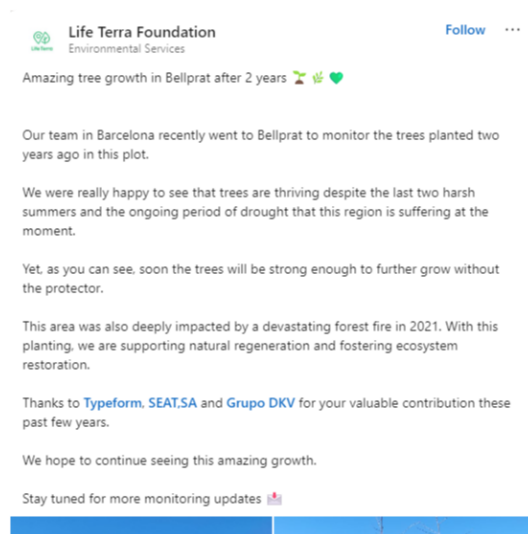 Life Terra Foundation
Follow ...
Life Terra
Environmental Services
Amazing tree growth in Bellprat after 2 years 🌱🌿💚
Our team in Barcelona recently went to Bellprat to monitor the trees planted two
years ago in this plot.
We were really happy to see that trees are thriving despite the last two harsh
summers and the ongoing period of drought that this region is suffering at the
moment.
Yet, as you can see, soon the trees will be strong enough to further grow without
the protector.
This area was also deeply impacted by a devastating forest fire in 2021. With this
planting, we are supporting natural regeneration and fostering ecosystem
restoration.
Thanks to Typeform, SEAT,SA and Grupo DKV for your valuable contribution these
past few years.
We hope to continue seeing this amazing growth.
Stay tuned for more monitoring updates 📩